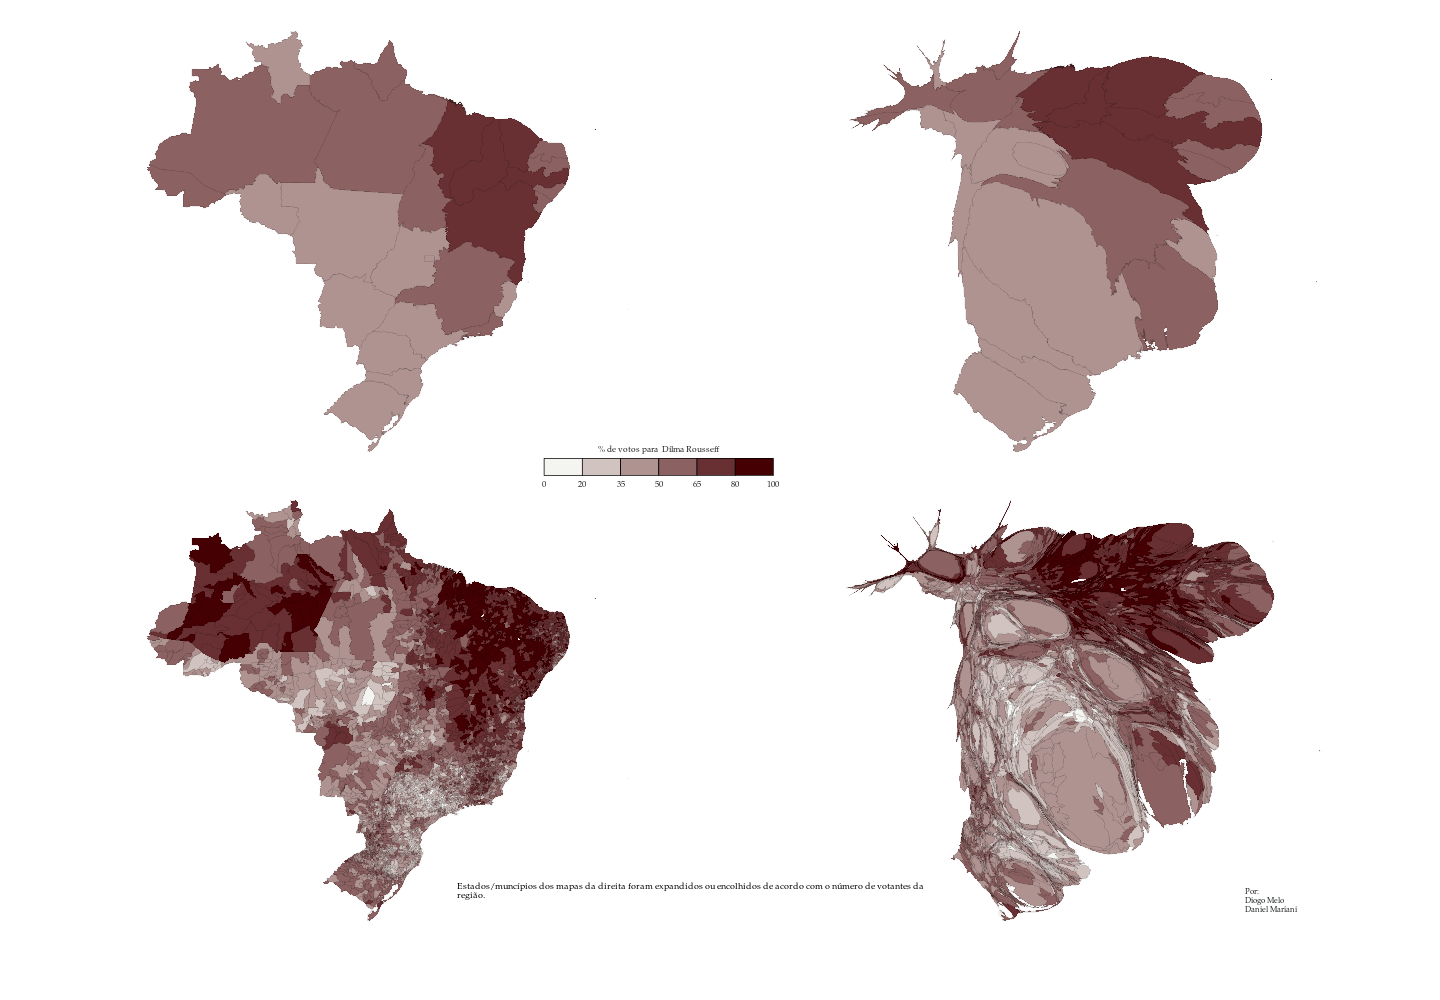 % de votos para Dilma Rousseff
0 20 35 50 65 80 100
Estados/muncípios dos mapas da direita foram expandidos ou encolhidos de acordo com o número de votantes da
região.
Por:
Diogo Melo
Daniel Mariani